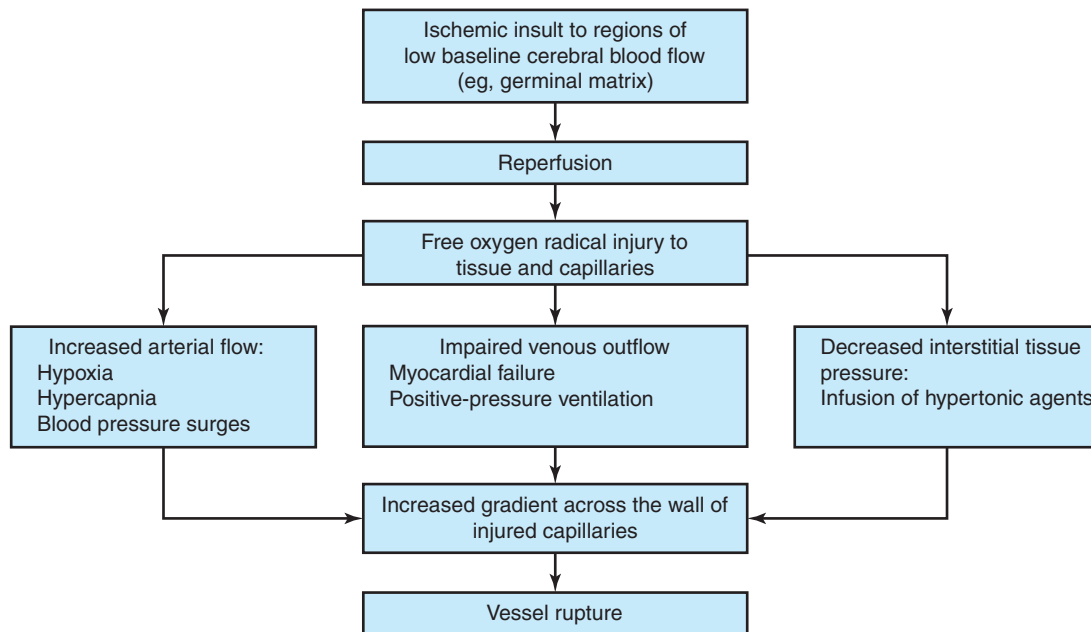 Ischemic insult to regions of
low baseline cerebral blood flow
(eg, germinal matrix)
Reperfusion
Free oxygen radical injury to
tissue and capillaries
Increased arterial flow:
Hypoxia
Hypercapnia
Blood pressure surges
Impaired venous outflow
Myocardial failure
Positive-pressure ventilation
Decreased interstitial tissue
pressure:
Infusion of hypertonic agents
Increased gradient across the wall of
injured capillaries
Vessel rupture